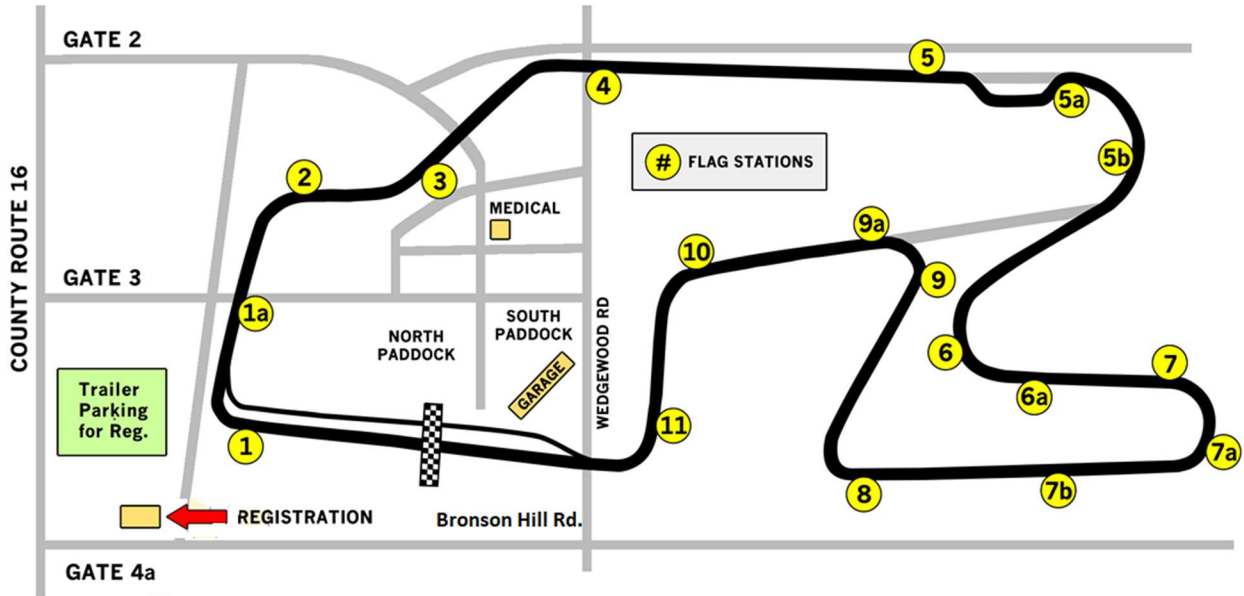 GATE 2
5
4
5a
# FLAG STATIONS
5b
2
3
COUNTY ROUTE 16
MEDICAL
9a
10
GATE 3
9
1a
SOUTH
PADDOCK
NORTH
PADDOCK
WEDGEWOOD RD
6
7
GARAGE
6a
Trailer
Parking
for Reg.
11
1
7a
8
7b
REGISTRATION
Bronson Hill Rd.
GATE 4a